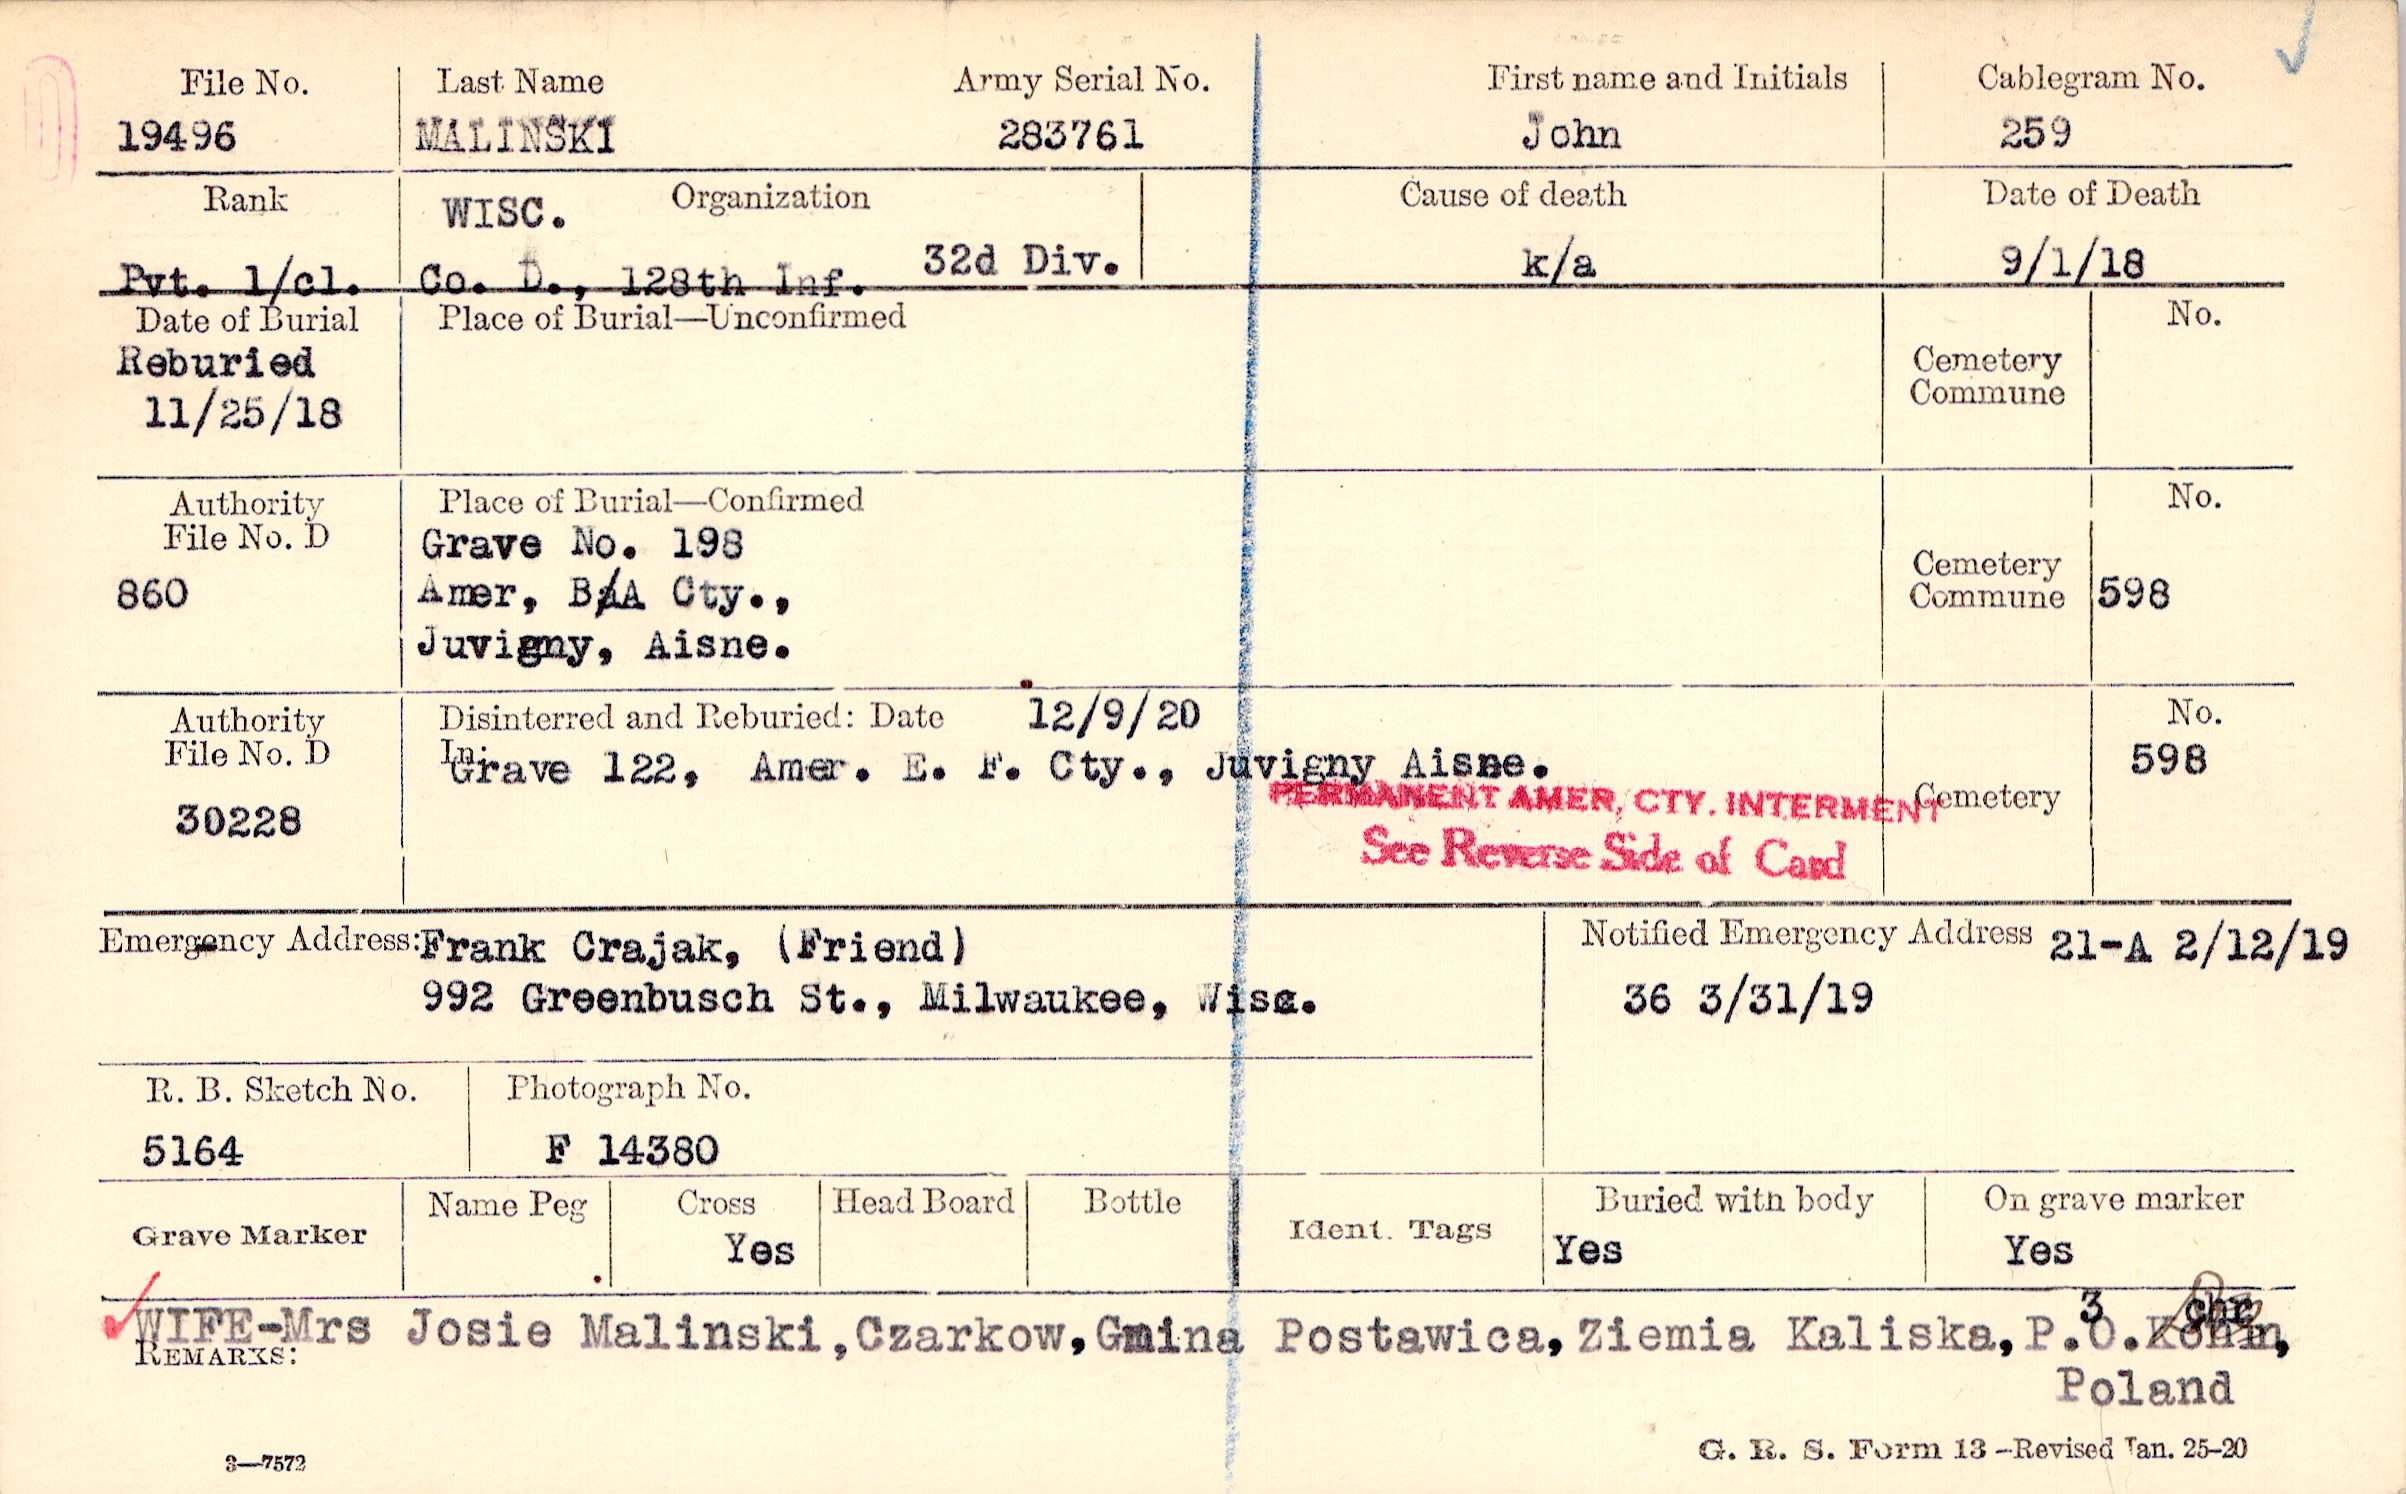 File No. Last Name Army Serial No. First name and Initials Cablegram No.
19496 MALINSKI 283761 John 259
Rank WISC. Organization Cause of death Date of Death
Pvt. 1/cl. Co. D., 128th Inf. 32d Div. k/a 9/1/18
Date of Burial Place of Burial—Unconfirmed No.
Reburied Cemetery
11/25/18 Commune
Authority Place of Burial—Confirmed No.
File No. D Grave No. 198 Cemetery
860 Amer, B/A Cty., Commune 598
Juvigny, Aisne.
Authority Disinterred and Reburied: Date 12/9/20 No.
File No. D In: Grave 122, Amer. E. F. Cty., Juvigny Aisne. 598
30228 PERMANENT AMER, CTY. INTERMENT Cemetery
See Reverse Side of Card
Emergency Address: Frank Crajak, (Friend) Notified Emergency Address 21-A 2/12/19
992 Greenbusch St., Milwaukee, Wisc. 36 3/31/19
R. B. Sketch No. Photograph No.
5164 F 14380
Grave Marker Name Peg Cross Head Board Bottle Ident. Tags Buried with body On grave marker
Yes Yes Yes
3 chr
WIFE-Mrs Josie Malinski, Czarkow, Gmina Postawica, Ziemia Kaliska, P.O.
REMARKS:
Poland
3—7572 G. R. S. Form 13—Revised Jan. 25-20